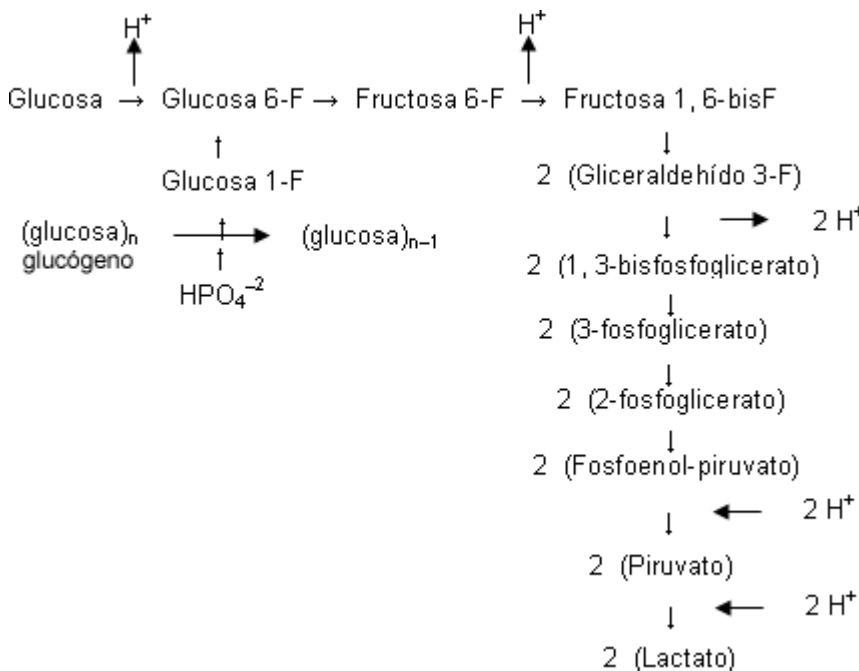 H⁺ H⁺
Glucosa → Glucosa 6-F → Fructosa 6-F → Fructosa 1, 6-bisF
2 (Gliceraldehído 3-F)
Glucosa 1-F
2 H⁺
(glucosa)ₙ (glucosa)ₙ₋₁
glucógeno
2 (1, 3-bisfosfoglicerato)
HPO₄⁻²
2 (3-fosfoglicerato)
2 (2-fosfoglicerato)
2 (Fosfoenol-piruvato)
2 H⁺
2 (Piruvato)
2 H⁺
2 (Lactato)